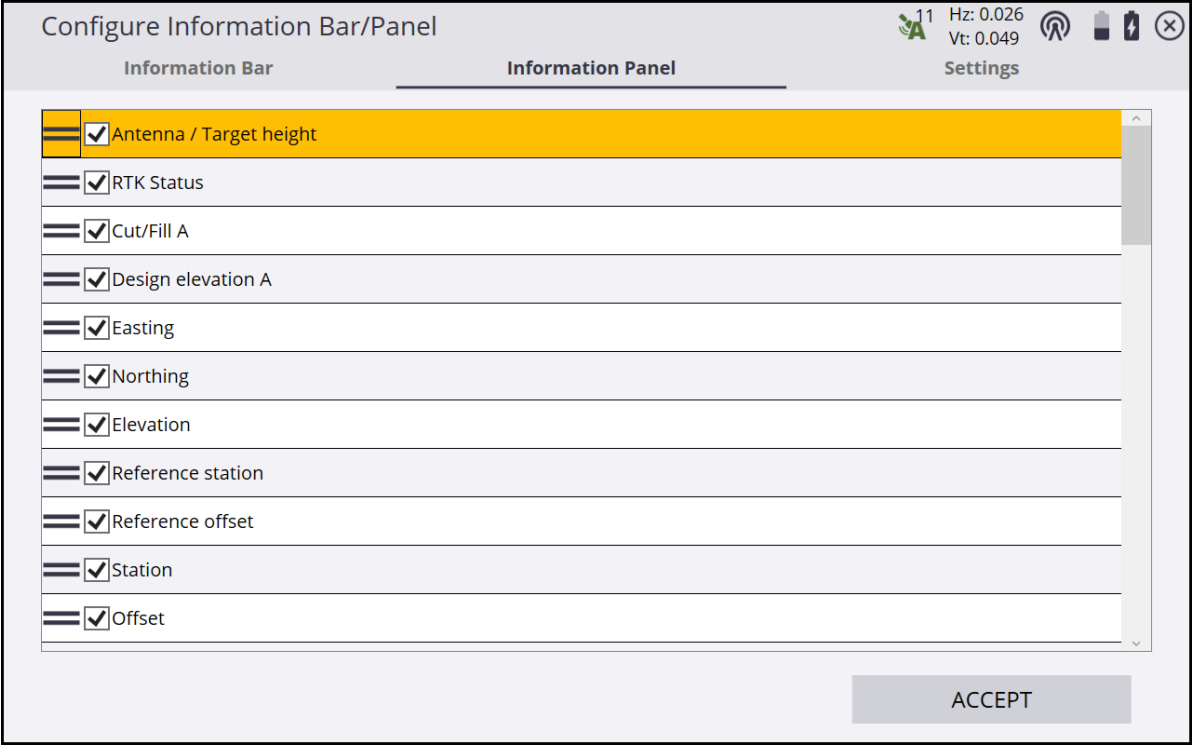 Configure Information Bar/Panel
11
Hz: 0.026
Vt: 0.049
A
Information Bar
Information Panel
Settings
Antenna / Target height
RTK Status
Cut/Fill A
Design elevation A
Easting
Northing
Elevation
Reference station
Reference offset
Station
Offset
ACCEPT